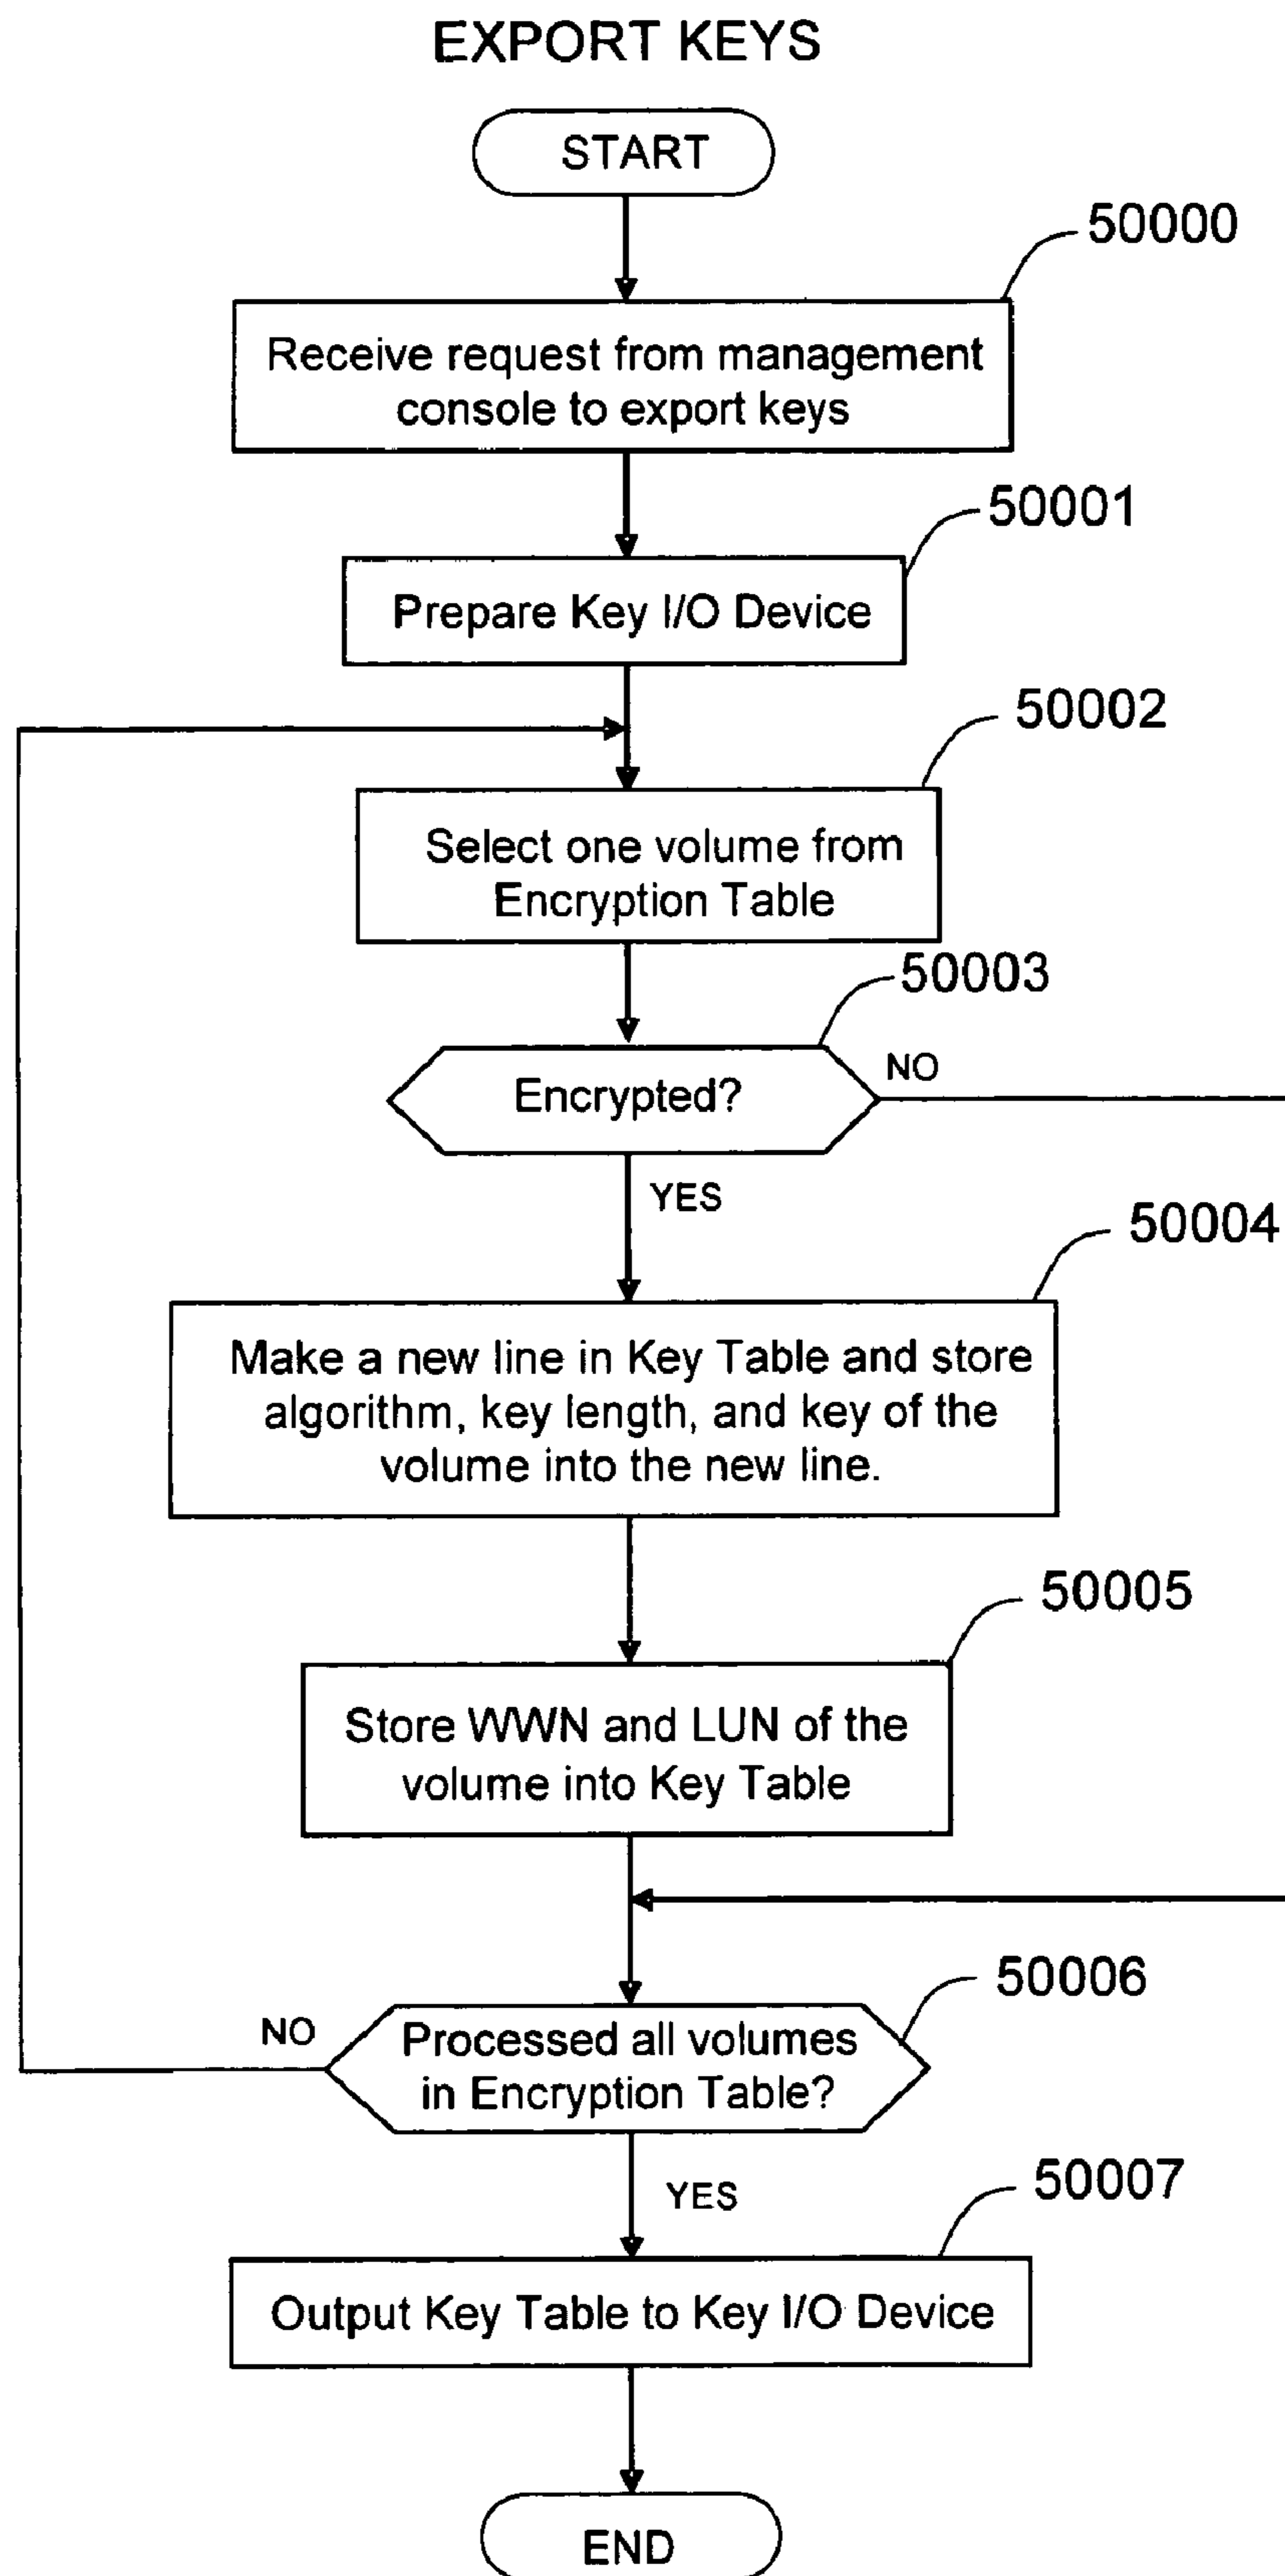 EXPORT KEYS
START
50000
Receive request from management
console to export keys
50001
Prepare Key I/O Device
50002
Select one volume from
Encryption Table
50003
Encrypted?
NO
YES
50004
Make a new line in Key Table and store
algorithm, key length, and key of the
volume into the new line.
50005
Store WWN and LUN of the
volume into Key Table
50006
NO
Processed all volumes
in Encryption Table?
YES
50007
Output Key Table to Key I/O Device
END